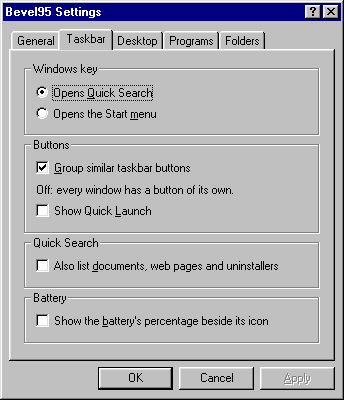 Bevel95 Settings
General Taskbar Desktop Programs Folders
Windows key
Opens Quick Search
Opens the Start menu
Buttons
Group similar taskbar buttons
Off: every window has a button of its own.
Show Quick Launch
Quick Search
Also list documents, web pages and uninstallers
Battery
Show the battery's percentage beside its icon
OK Cancel Apply